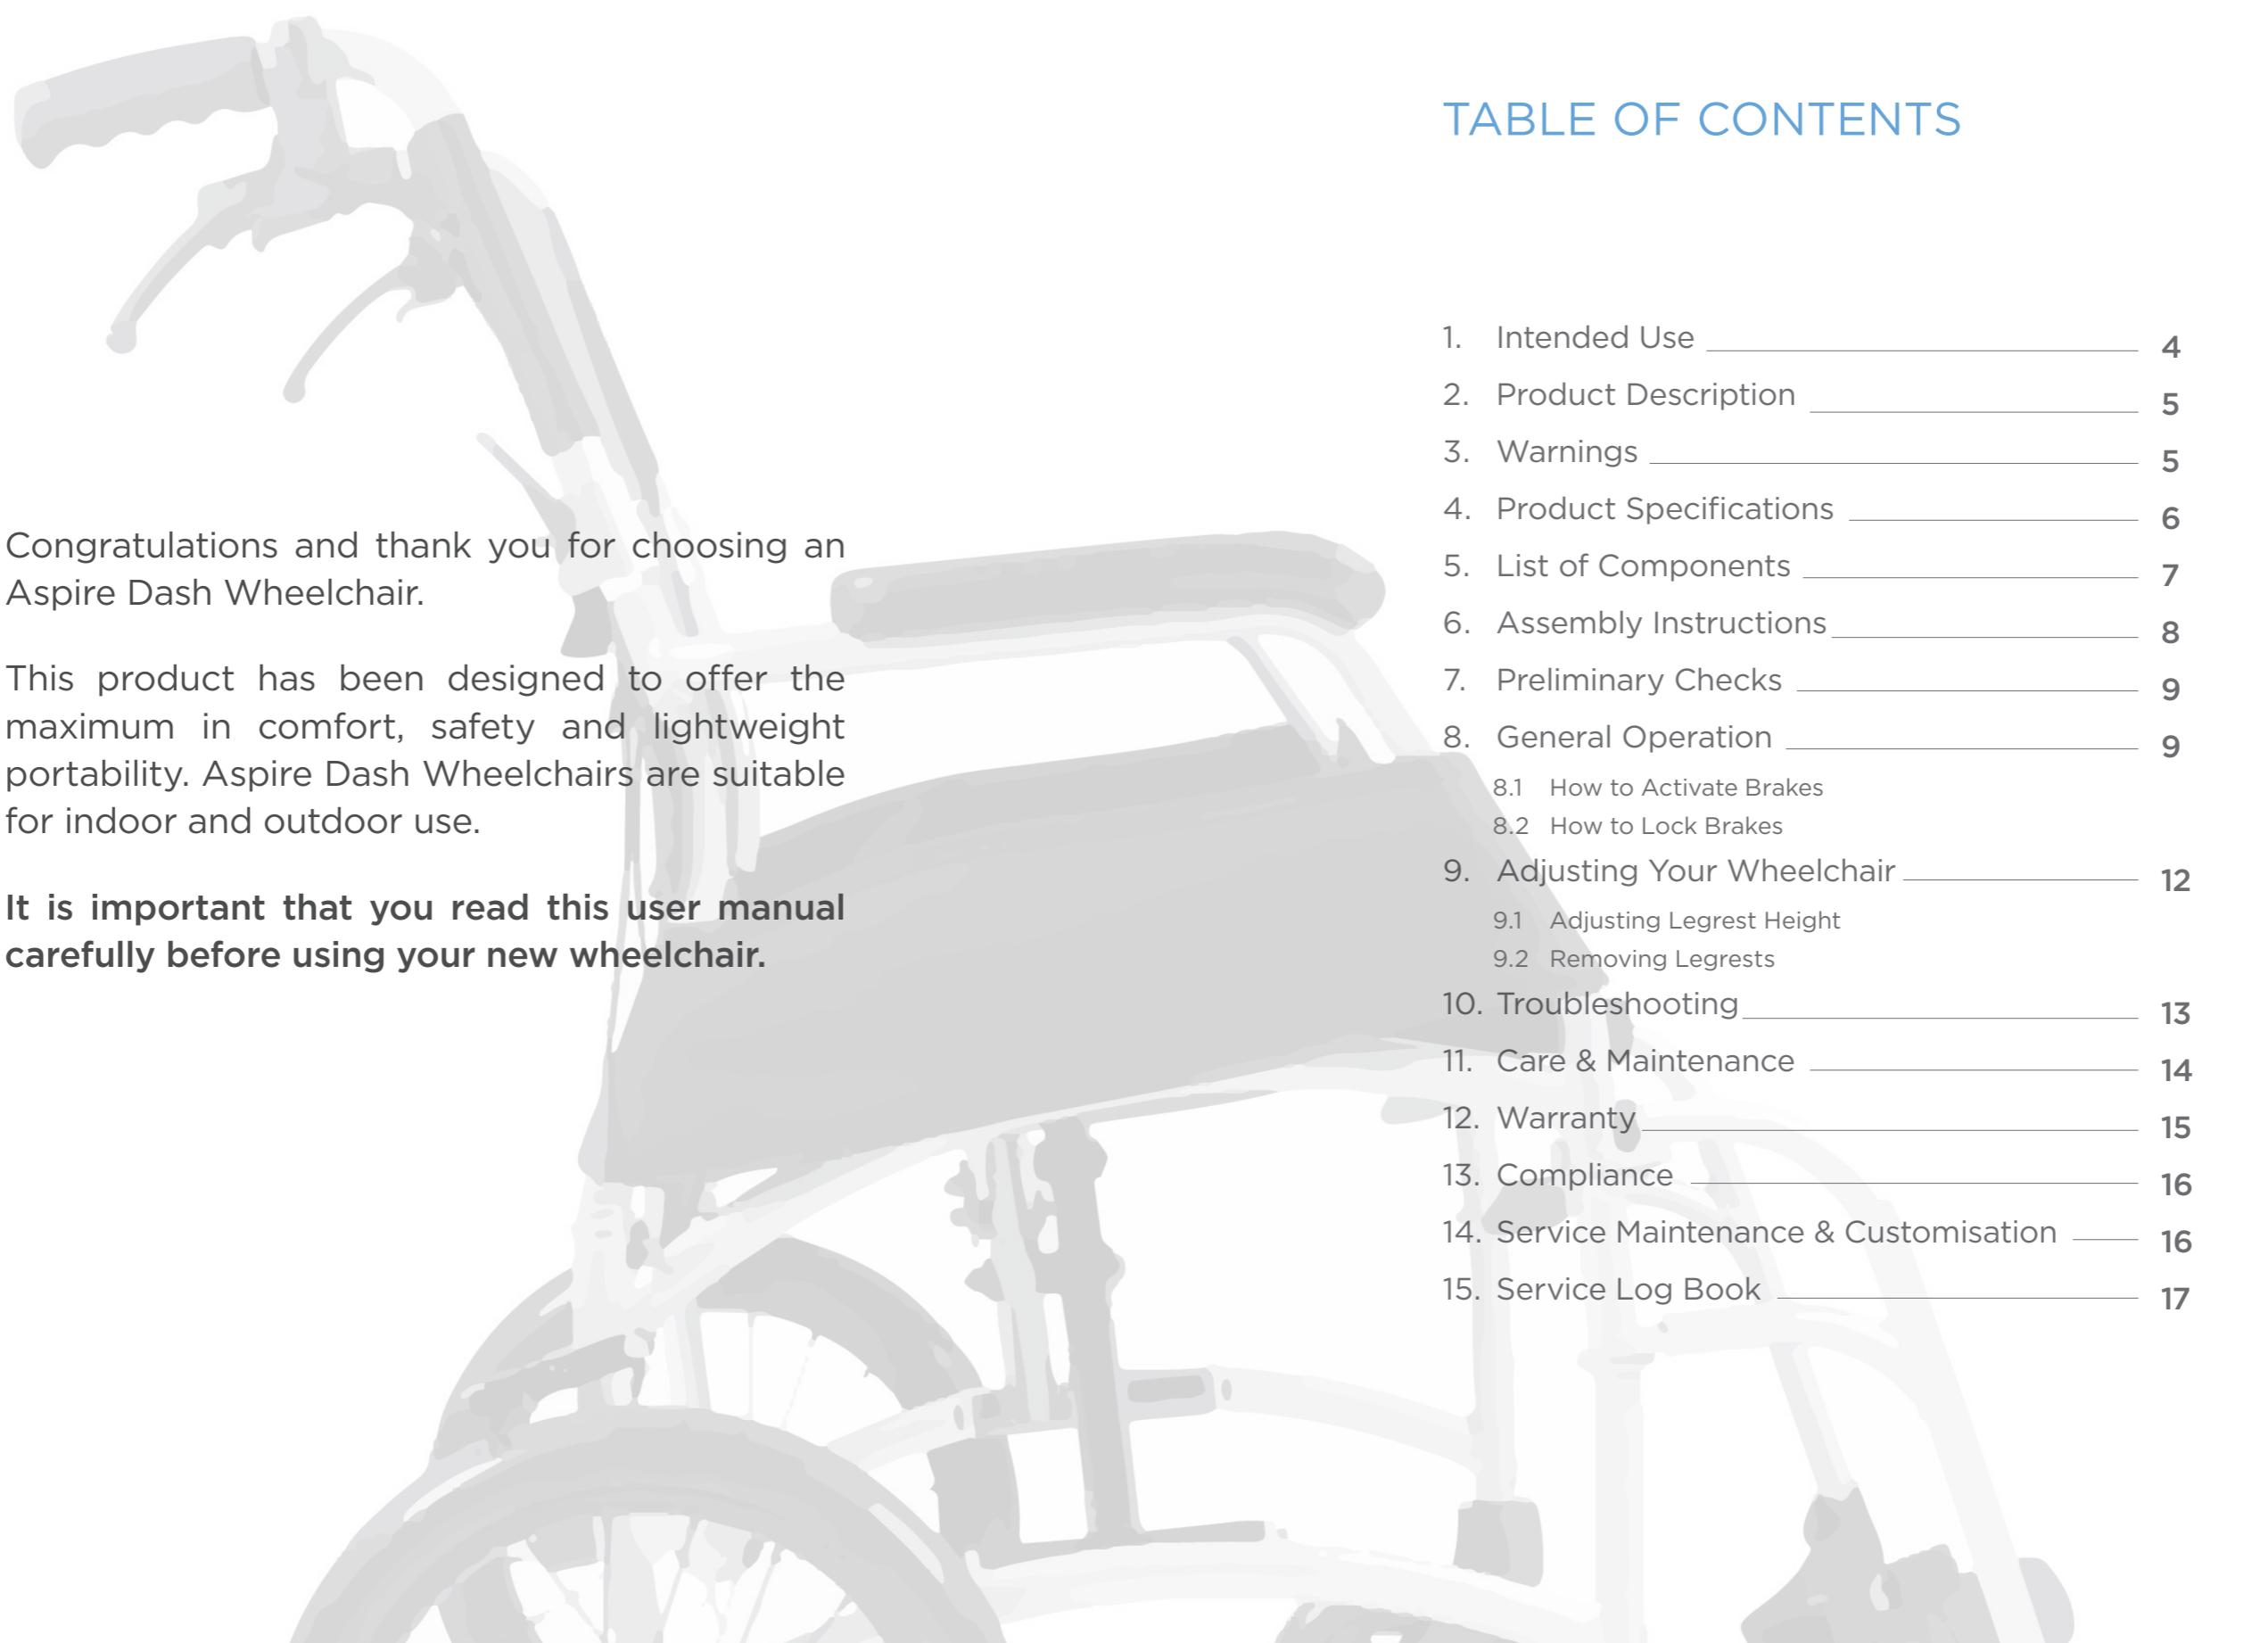 Congratulations and thank you for choosing an
Aspire Dash Wheelchair.
This product has been designed to offer the
maximum in comfort, safety and lightweight
portability. Aspire Dash Wheelchairs are suitable
for indoor and outdoor use.
It is important that you read this user manual
carefully before using your new wheelchair.
TABLE OF CONTENTS
1. Intended Use 4
2. Product Description 5
3. Warnings 5
4. Product Specifications 6
5. List of Components 7
6. Assembly Instructions 8
7. Preliminary Checks 9
8. General Operation 9
8.1 How to Activate Brakes
8.2 How to Lock Brakes
9. Adjusting Your Wheelchair 12
9.1 Adjusting Legrest Height
9.2 Removing Legrests
10. Troubleshooting 13
11. Care & Maintenance 14
12. Warranty 15
13. Compliance 16
14. Service Maintenance & Customisation 16
15. Service Log Book 17